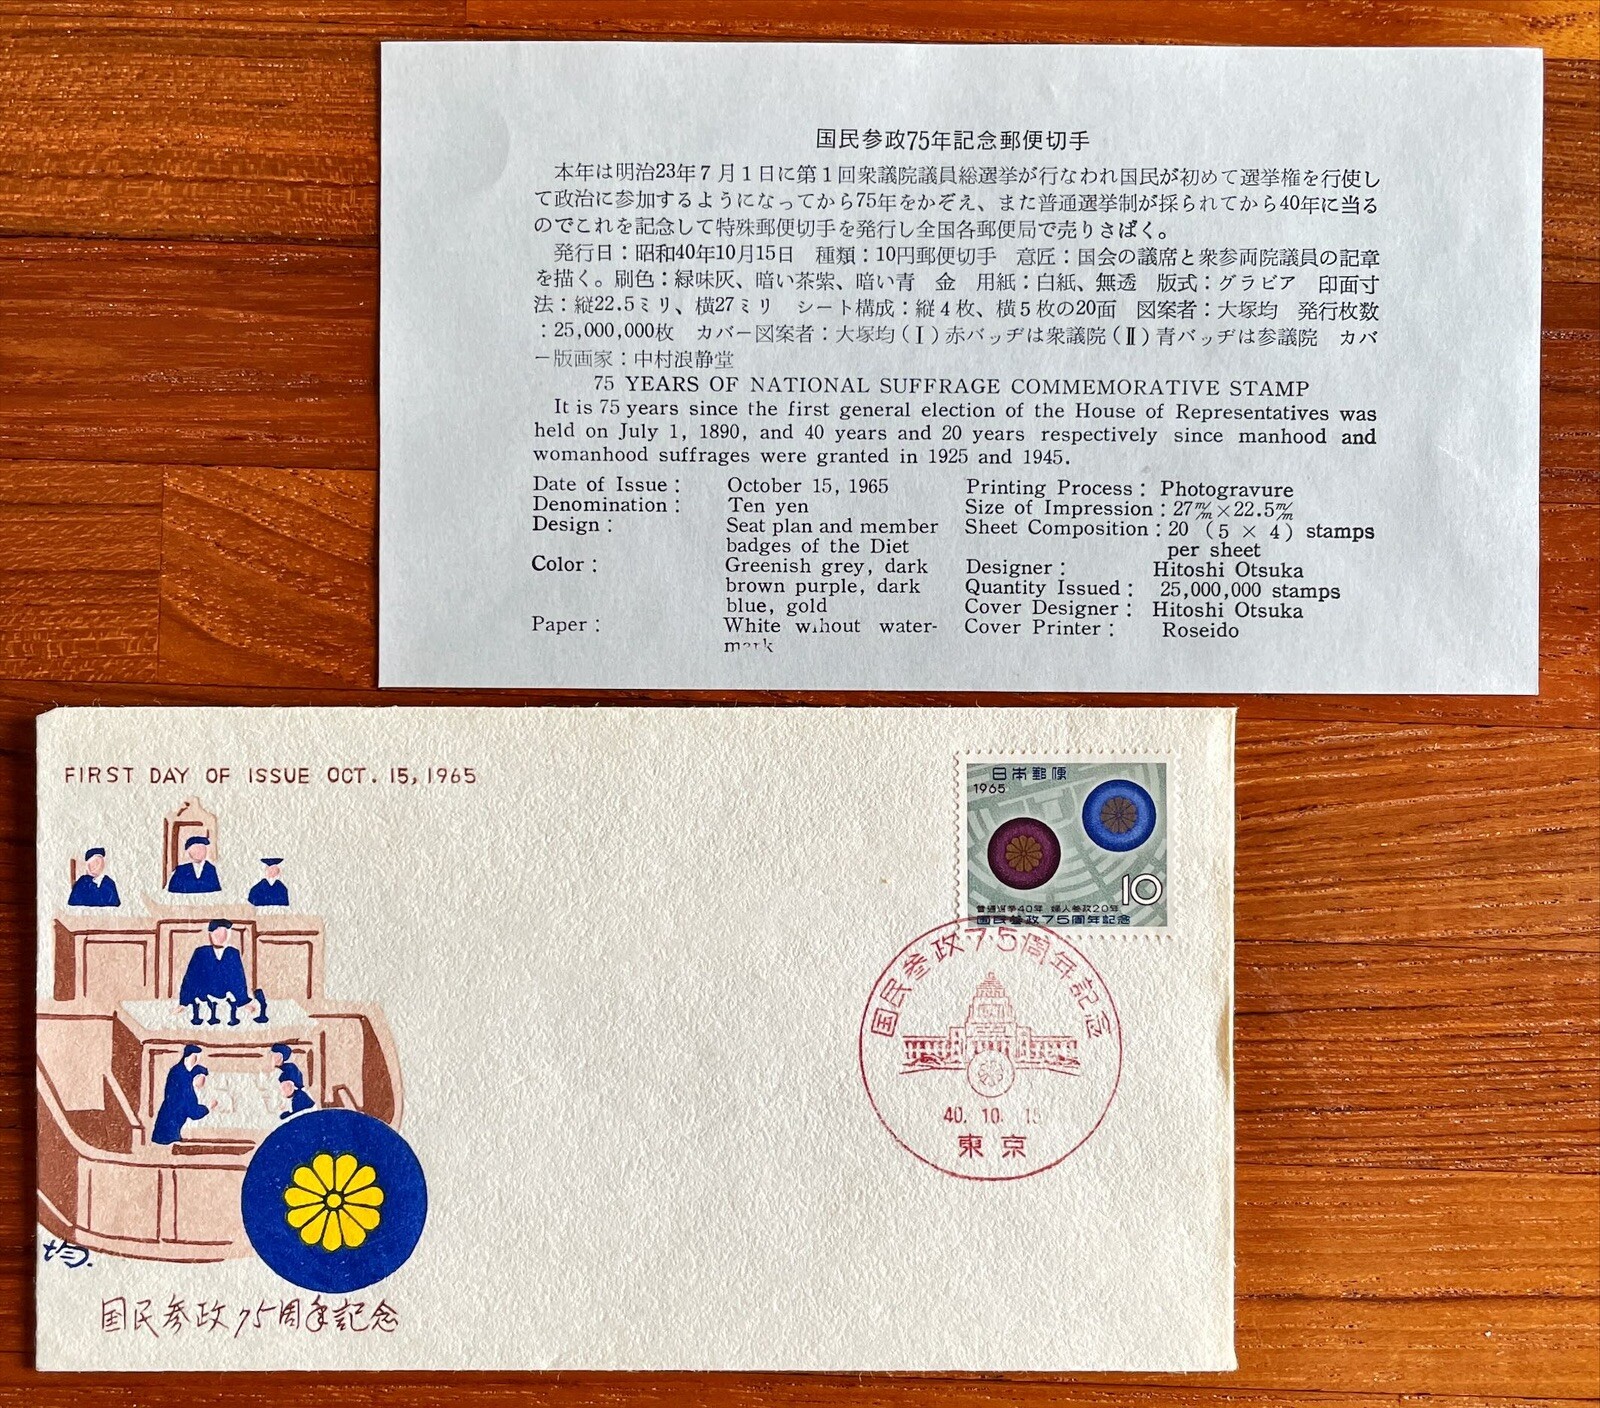 国民参政75年記念郵便切手
本年は明治23年7月1日に第1回衆議院議員総選挙が行なわれ国民が初めて選挙権を行使し
て政治に参加するようになってから75年をかぞえ、また普通選挙制が採られてから40年に当る
のでこれを記念して特殊郵便切手を発行し全国各郵便局で売りさばく。
発行日：昭和40年10月15日 種類：10円郵便切手 意匠：国会の議席と衆参両院議員の記章
を描く。刷色：緑味灰、暗い茶紫、暗い青 金 用紙：白紙、無透 版式：グラビア 印面寸
法：縦22.5ミリ、横27ミリ シート構成：縦4枚、横5枚の20面 図案者：大塚均 発行枚数
：25,000,000枚 カバー図案者：大塚均（Ⅰ）赤バッヂは衆議院（Ⅱ）青バッヂは参議院 カバ
ー版画家：中村浪静堂
75 YEARS OF NATIONAL SUFFRAGE COMMEMORATIVE STAMP
It is 75 years since the first general election of the House of Representatives was
held on July 1, 1890, and 40 years and 20 years respectively since manhood and
womanhood suffrages were granted in 1925 and 1945.
Date of Issue : October 15, 1965
Denomination : Ten yen
Design : Seat plan and member
badges of the Diet
Color : Greenish grey, dark
brown purple, dark
blue, gold
Paper : White wihout water-
mark
Printing Process : Photogravure
Size of Impression : 27m/m×22.5m/m
Sheet Composition : 20 (5 × 4) stamps
per sheet
Designer : Hitoshi Otsuka
Quantity Issued : 25,000,000 stamps
Cover Designer : Hitoshi Otsuka
Cover Printer : Roseido
FIRST DAY OF ISSUE OCT. 15, 1965
日本郵便
1965
10
普通選挙40年 婦人参政20年
国民参政75周年記念
国民参政75周年記念
40. 10. 15
東京
均.
国民参政75周年記念